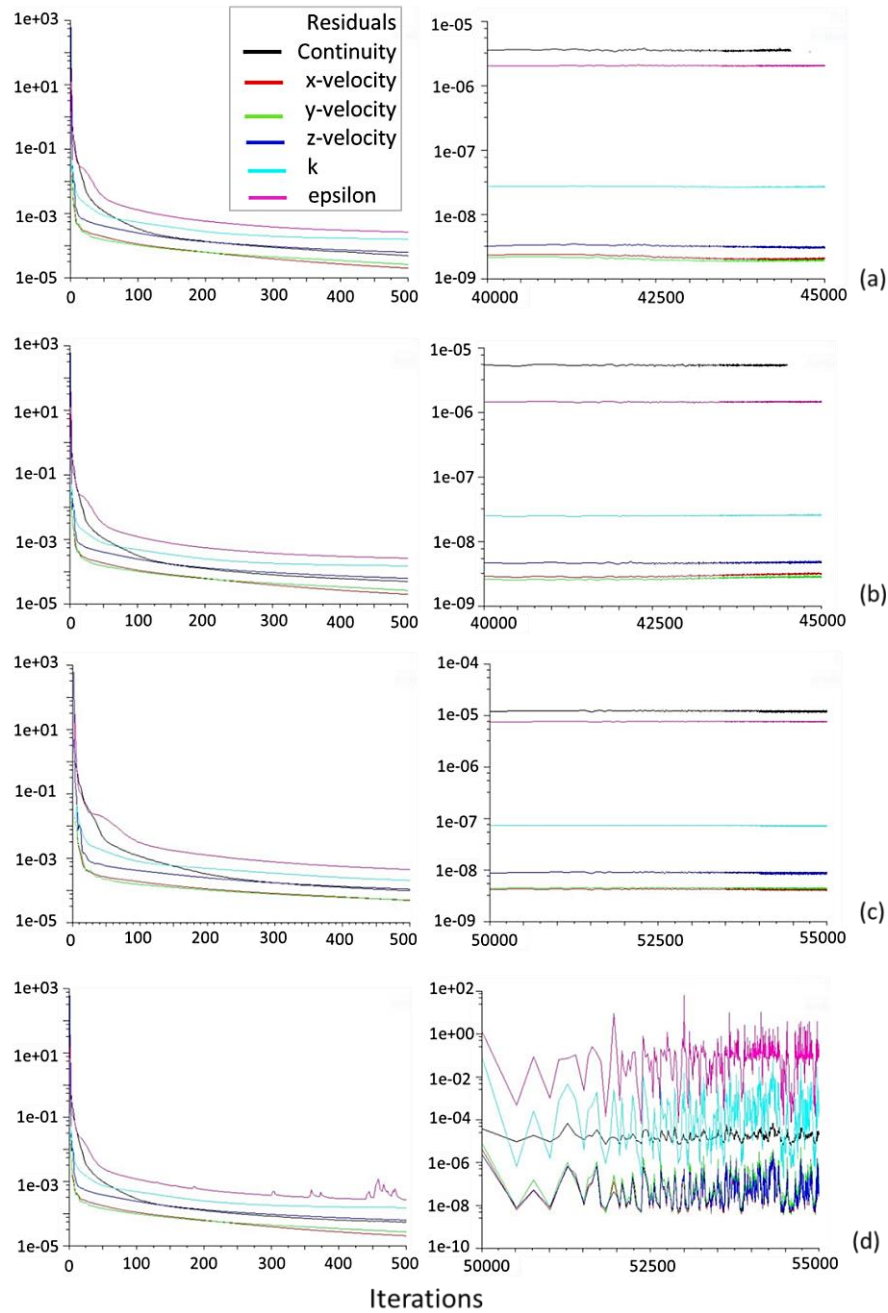 1e+03
1e+01
1e-01
1e-03
1e-05
0
100
200
300
400
500
Residuals
Continuity
x-velocity
y-velocity
z-velocity
k
epsilon
1e-05
1e-06
1e-07
1e-08
1e-09
40000
42500
45000
(a)
1e+03
1e+01
1e-01
1e-03
1e-05
0
100
200
300
400
500
1e-05
1e-06
1e-07
1e-08
1e-09
40000
42500
45000
(b)
1e+03
1e+01
1e-01
1e-03
1e-05
0
100
200
300
400
500
1e-04
1e-05
1e-06
1e-07
1e-08
1e-09
50000
52500
55000
(c)
1e+03
1e+01
1e-01
1e-03
1e-05
0
100
200
300
400
500
1e+02
1e+00
1e-02
1e-04
1e-06
1e-08
1e-10
50000
52500
55000
(d)
Iterations